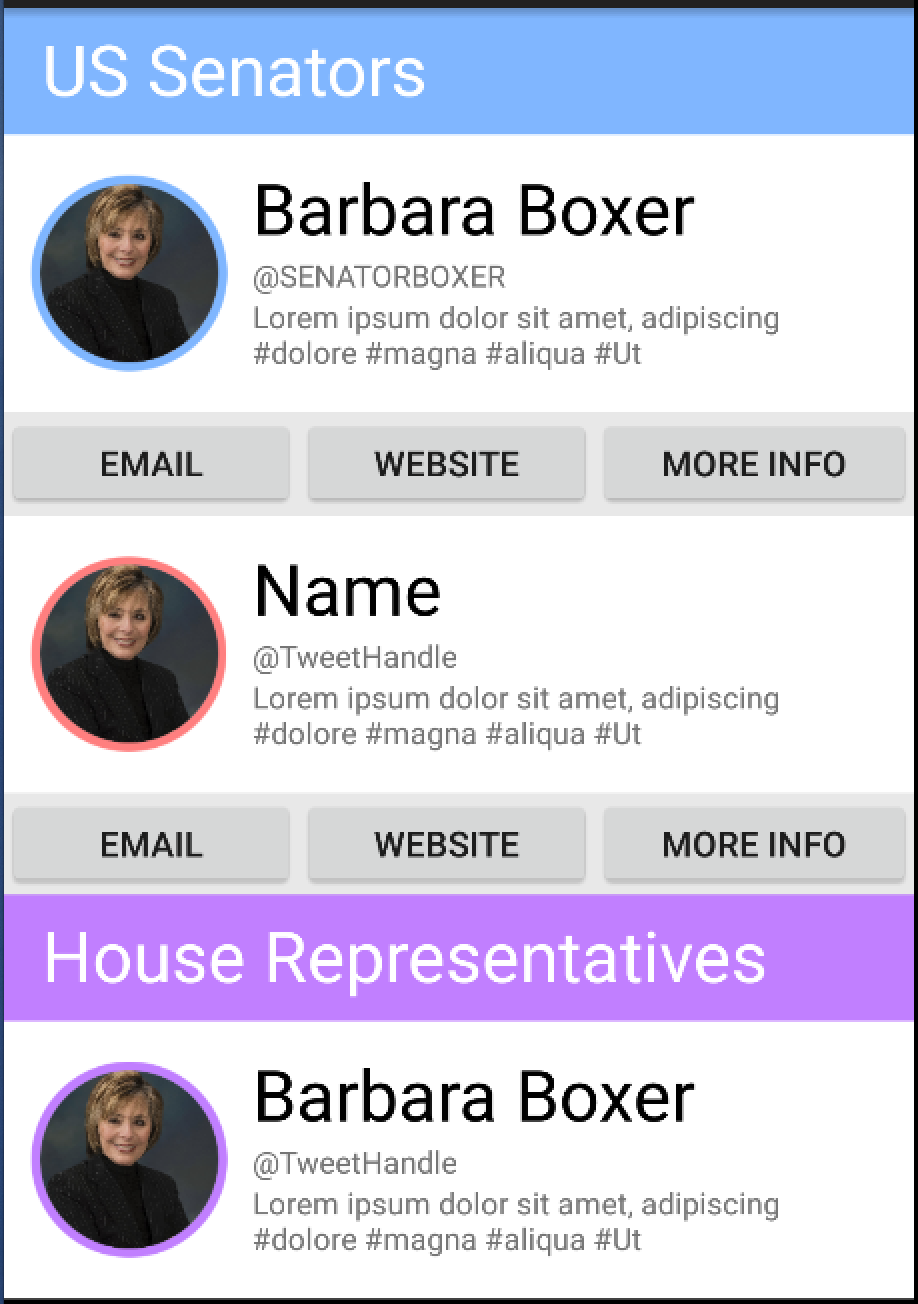 US Senators
Barbara Boxer
@SENATORBOXER
Lorem ipsum dolor sit amet, adipiscing
#dolore #magna #aliqua #Ut
EMAIL WEBSITE MORE INFO
Name
@TweetHandle
Lorem ipsum dolor sit amet, adipiscing
#dolore #magna #aliqua #Ut
EMAIL WEBSITE MORE INFO
House Representatives
Barbara Boxer
@TweetHandle
Lorem ipsum dolor sit amet, adipiscing
#dolore #magna #aliqua #Ut